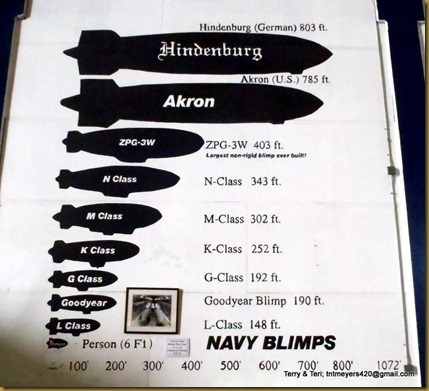 Hindenburg (German) 803 ft.
Hindenburg
Akron (U.S.) 785 ft.
Akron
ZPG-3W
ZPG-3W 403 ft.
Largest non-rigid blimp ever built!
N Class
N-Class 343 ft.
M Class
M-Class 302 ft.
K Class
K-Class 252 ft.
G Class
G-Class 192 ft.
Goodyear
Goodyear Blimp 190 ft.
L Class
L-Class 148 ft.
Person (6 F1)
NAVY BLIMPS
100' 200' 300' 400' 500' 600' 700' 800' 1072'
Terry & Teri; tntmeyers420@gmail.com